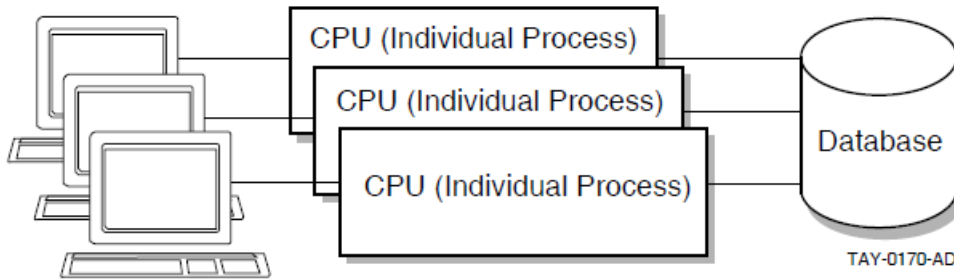 CPU (Individual Process)
CPU (Individual Process)
CPU (Individual Process)
Database
TAY-0170-AD